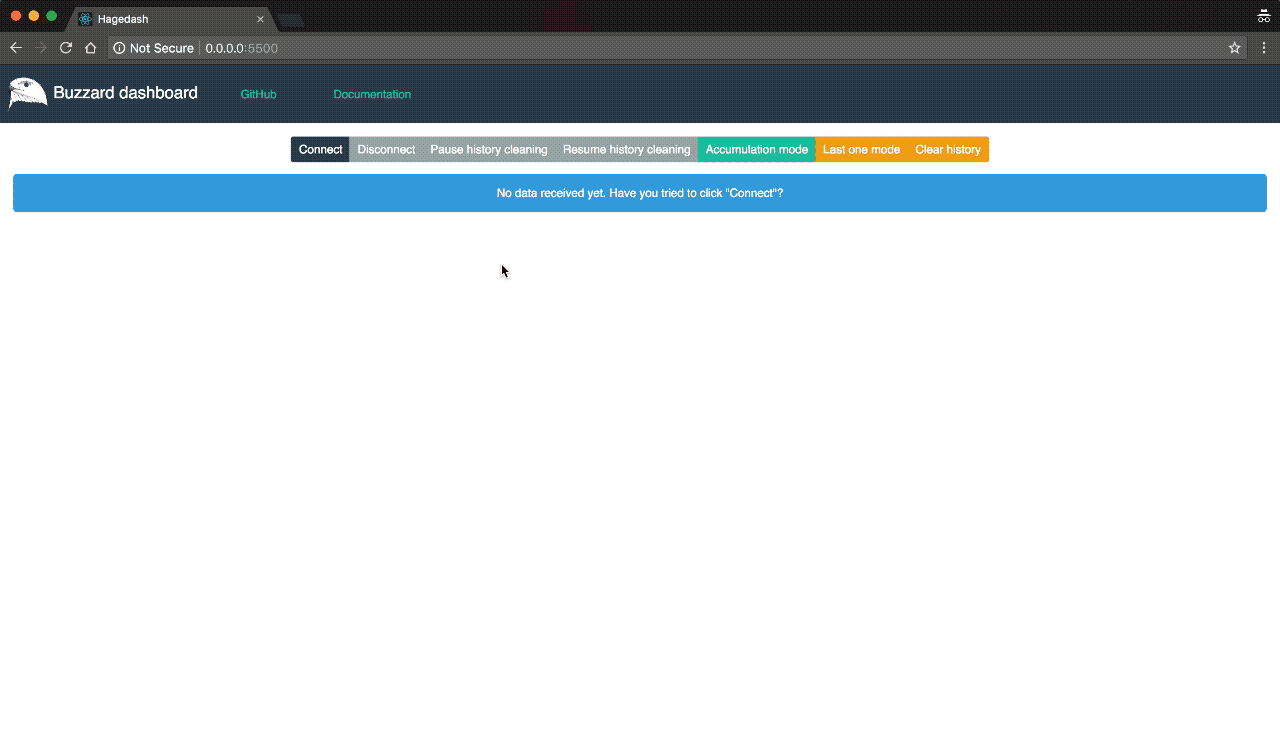 Hagedash
Not Secure 0.0.0.0:5500
Buzzard dashboard GitHub Documentation
Connect Disconnect Pause history cleaning Resume history cleaning Accumulation mode Last one mode Clear history
No data received yet. Have you tried to click "Connect"?